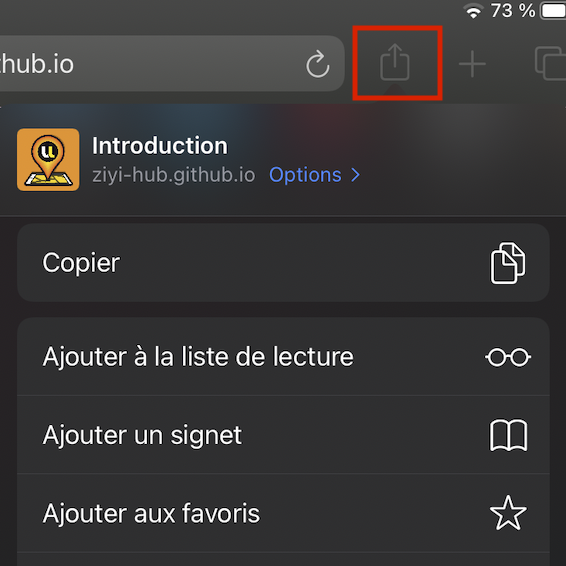 73 %
hub.io
Introduction
ziyi-hub.github.io Options >
Copier
Ajouter à la liste de lecture
Ajouter un signet
Ajouter aux favoris